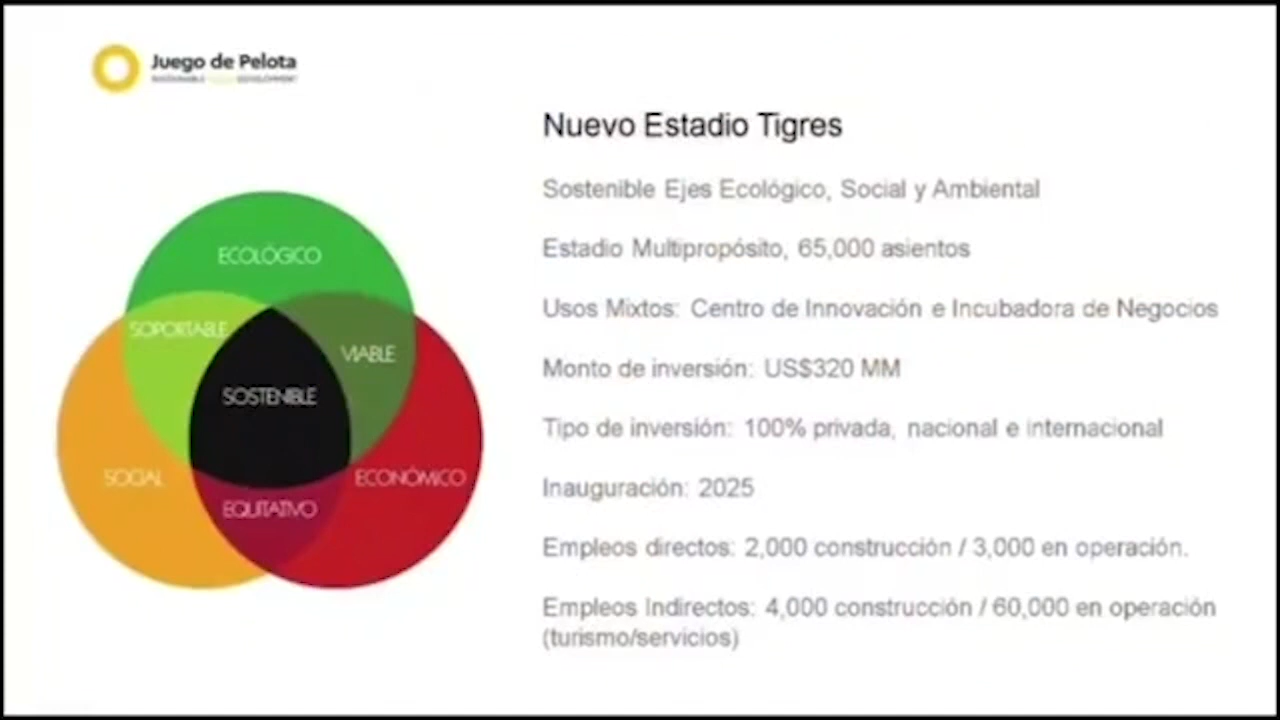 Juego de Pelota
Nuevo Estadio Tigres
Sostenible Ejes Ecológico, Social y Ambiental
Estadio Multipropósito, 65,000 asientos
Usos Mixtos: Centro de Innovación e Incubadora de Negocios
Monto de inversión: US$320 MM
Tipo de inversión: 100% privada, nacional e internacional
Inauguración: 2025
Empleos directos: 2,000 construcción / 3,000 en operación.
Empleos Indirectos: 4,000 construcción / 60,000 en operación
(turismo/servicios)
ECOLÓGICO
SOPORTABLE
VIABLE
SOSTENIBLE
SOCIAL
ECONÓMICO
EQUITATIVO